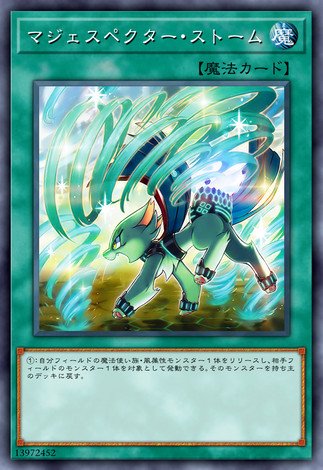 マジェスペクター・ストーム 魔
【魔法カード】
①:自分フィールドの魔法使い族・風属性モンスター1体をリリースし、相手フ
ィールドのモンスター1体を対象として発動できる。そのモンスターを持ち主
のデッキに戻す。
13972452